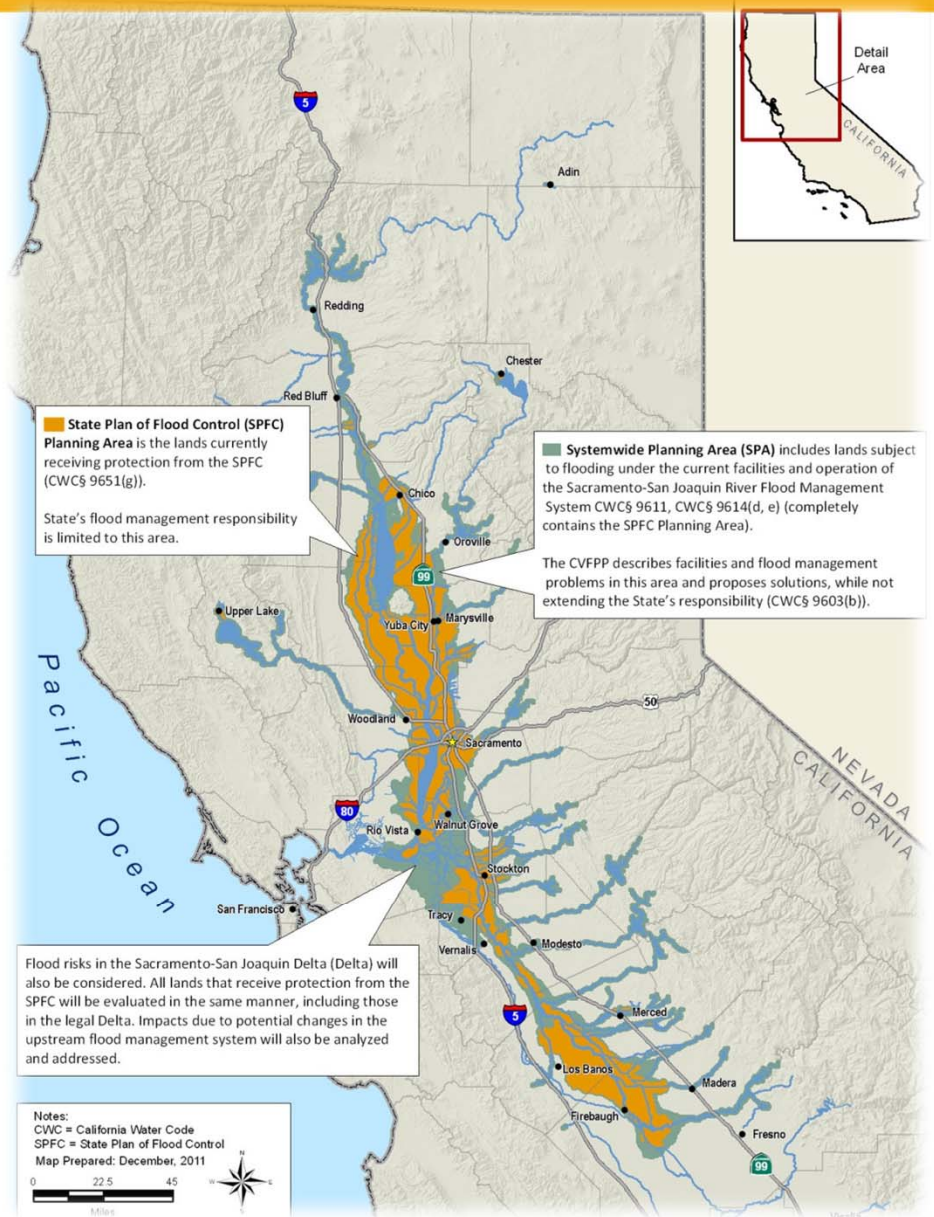 Detail
Area
CALIFORNIA
5
Adin
Redding
Chester
Red Bluff
State Plan of Flood Control (SPFC)
Planning Area is the lands currently
receiving protection from the SPFC
(CWC§ 9651(g)).
State's flood management responsibility
is limited to this area.
Systemwide Planning Area (SPA) includes lands subject
to flooding under the current facilities and operation of
the Sacramento-San Joaquin River Flood Management
System CWC§ 9611, CWC§ 9614(d, e) (completely
contains the SPFC Planning Area).
The CVFPP describes facilities and flood management
problems in this area and proposes solutions, while not
extending the State's responsibility (CWC§ 9603(b)).
Chico
Oroville
99
Upper Lake
Yuba City
Marysville
Pacific Ocean
50
Woodland
Sacramento
NEVADA
CALIFORNIA
80
Rio Vista
Walnut Grove
Stockton
San Francisco
Tracy
Vernalis
Modesto
Flood risks in the Sacramento-San Joaquin Delta (Delta) will
also be considered. All lands that receive protection from the
SPFC will be evaluated in the same manner, including those
in the legal Delta. Impacts due to potential changes in the
upstream flood management system will also be analyzed
and addressed.
5
Merced
Los Banos
Madera
Firebaugh
Fresno
99
Notes:
CWC = California Water Code
SPFC = State Plan of Flood Control
Map Prepared: December, 2011
N
W
E
S
0 22.5 45
Miles